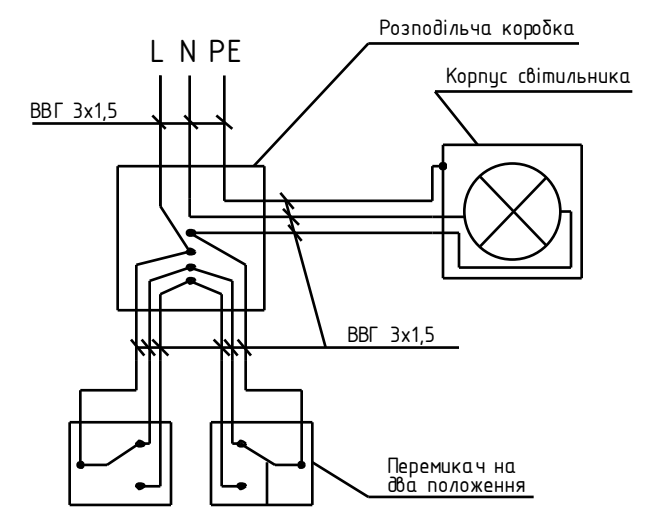 Розподільча коробка
L N PE
Корпус світильника
ВВГ 3х1,5
ВВГ 3х1,5
Перемикач на
два положення